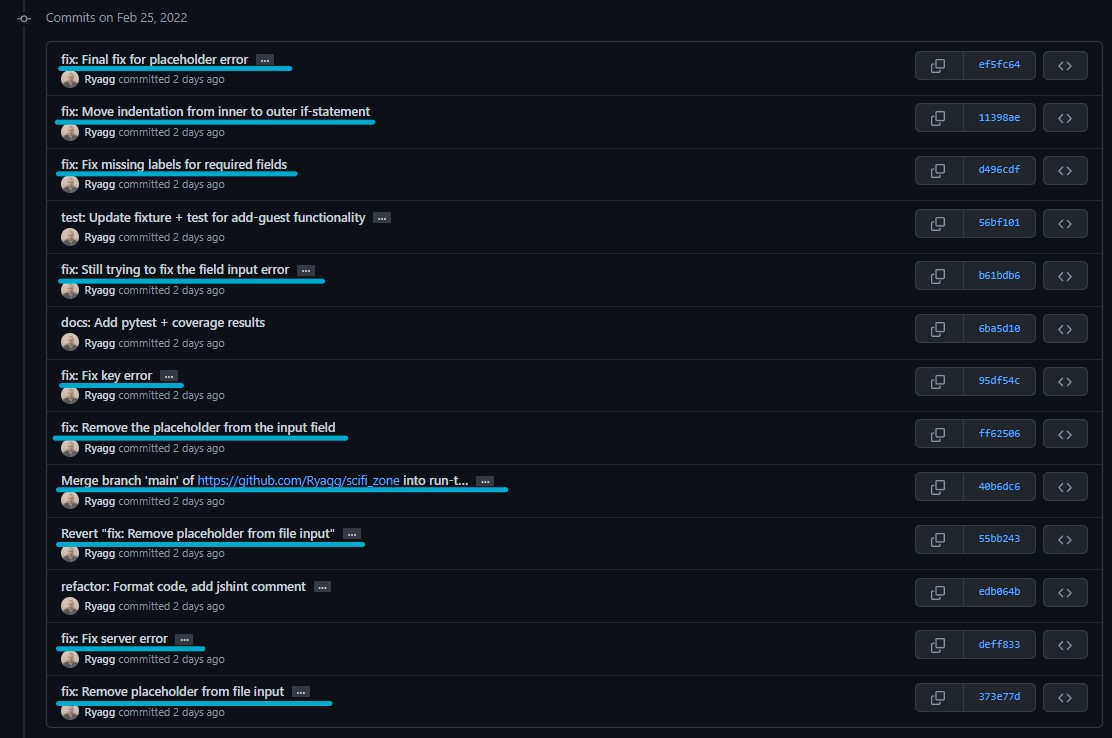 Commits on Feb 25, 2022
fix: Final fix for placeholder error ...
ef5fc64
Ryagg committed 2 days ago
fix: Move indentation from inner to outer if-statement
11398ae
Ryagg committed 2 days ago
fix: Fix missing labels for required fields
d496cdf
Ryagg committed 2 days ago
test: Update fixture + test for add-guest functionality ...
56bf101
Ryagg committed 2 days ago
fix: Still trying to fix the field input error ...
b61bdb6
Ryagg committed 2 days ago
docs: Add pytest + coverage results
6ba5d10
Ryagg committed 2 days ago
fix: Fix key error ...
95df54c
Ryagg committed 2 days ago
fix: Remove the placeholder from the input field
ff62506
Ryagg committed 2 days ago
Merge branch 'main' of https://github.com/Ryagg/scifi_zone into run-t... ...
40b6dc6
Ryagg committed 2 days ago
Revert "fix: Remove placeholder from file input" ...
55bb243
Ryagg committed 2 days ago
refactor: Format code, add jshint comment ...
edb064b
Ryagg committed 2 days ago
fix: Fix server error ...
deff833
Ryagg committed 2 days ago
fix: Remove placeholder from file input ...
373e77d
Ryagg committed 2 days ago